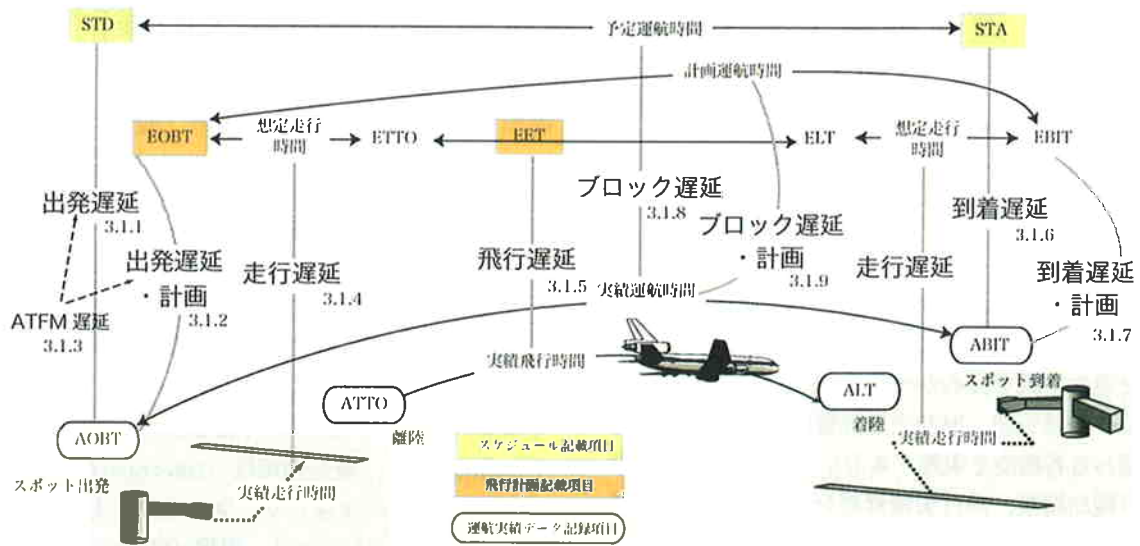 STD
予定運航時間
STA
計画運航時間
EOBT
想定走行
時間
ETTO
EET
ELT
想定走行
時間
EBIT
出発遅延
3.1.1
出発遅延
・計画
3.1.2
ATFM 遅延
3.1.3
走行遅延
3.1.4
飛行遅延
3.1.5
ブロック遅延
3.1.8
ブロック遅延
・計画
3.1.9
走行遅延
到着遅延
3.1.6
到着遅延
・計画
3.1.7
実績運航時間
実績飛行時間
ABIT
スポット到着
ATTO
離陸
ALT
着陸
実績走行時間
AOBT
スポット出発
実績走行時間
スケジュール記載項目
飛行計画記載項目
運航実績データ記録項目